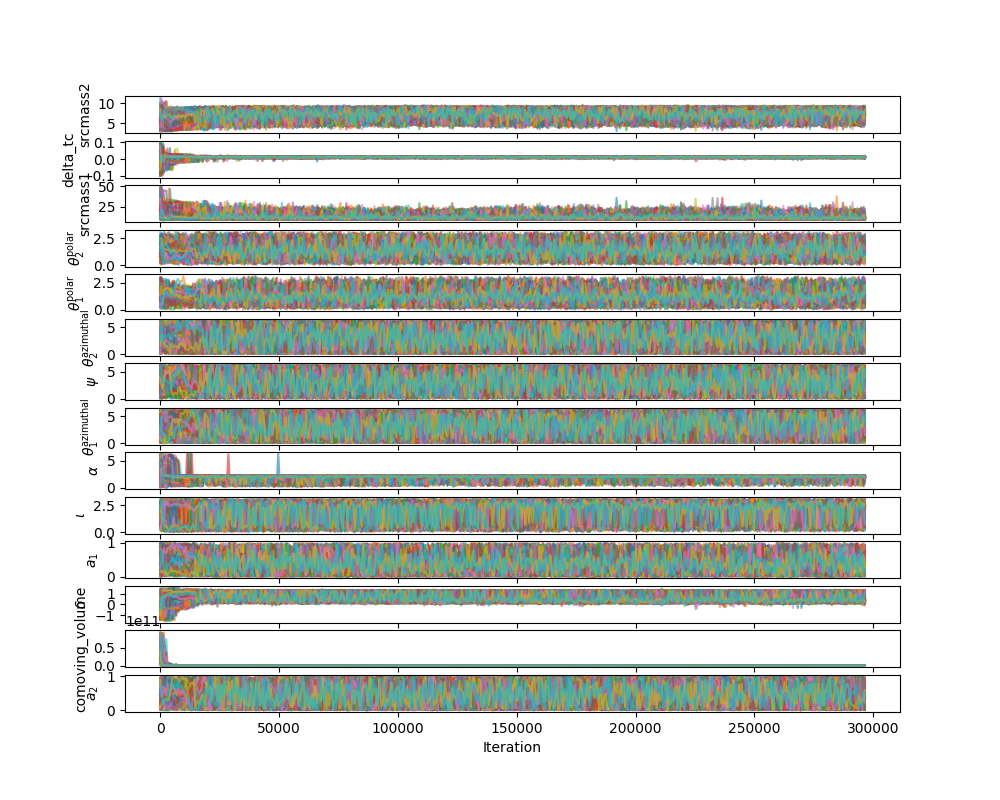 srcmass2
10
5
delta_tc
0.1
0.0
−0.1
srcmass1
50
25
θ₂^polar
2.5
0.0
θ₁^polar
2.5
0.0
θ₂^azimuthal
5
0
ψ
5
0
θ₁^azimuthal
5
0
α
5
0
ι
2.5
0.0
a₁
1
0
1
0
−1
comoving_volume
1e11
0.5
0.0
a₂
1
0
0 50000 100000 150000 200000 250000 300000
Iteration